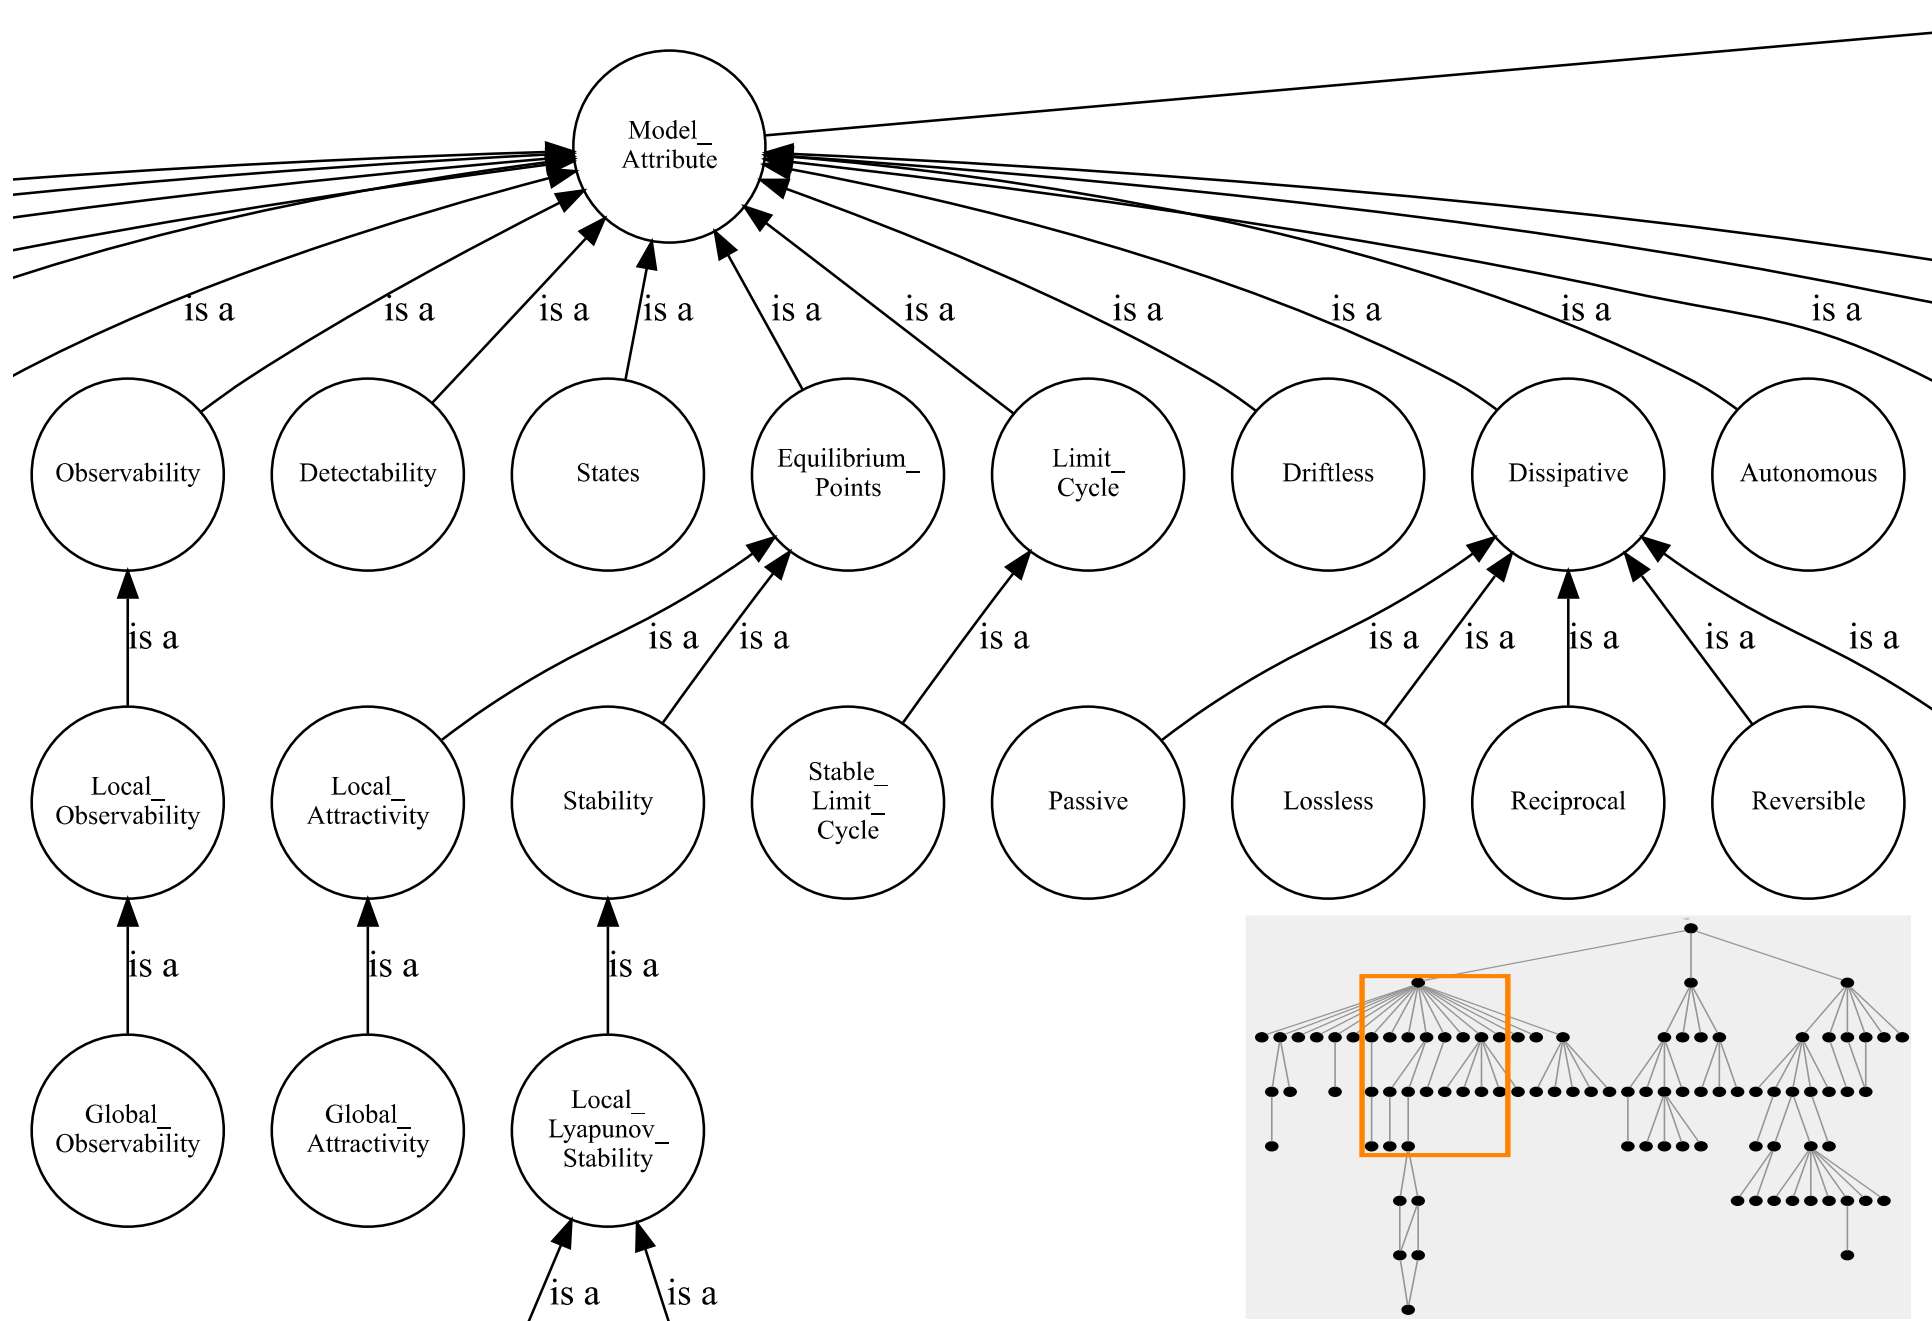 Model_
Attribute
is a
is a
is a
is a
is a
is a
is a
is a
is a
is a
Observability
Detectability
States
Equilibrium_
Points
Limit_
Cycle
Driftless
Dissipative
Autonomous
is a
is a
is a
is a
is a
is a
is a
is a
is a
Local_
Observability
Local_
Attractivity
Stability
Stable_
Limit_
Cycle
Passive
Lossless
Reciprocal
Reversible
is a
is a
is a
Global_
Observability
Global_
Attractivity
Local_
Lyapunov_
Stability
is a
is a